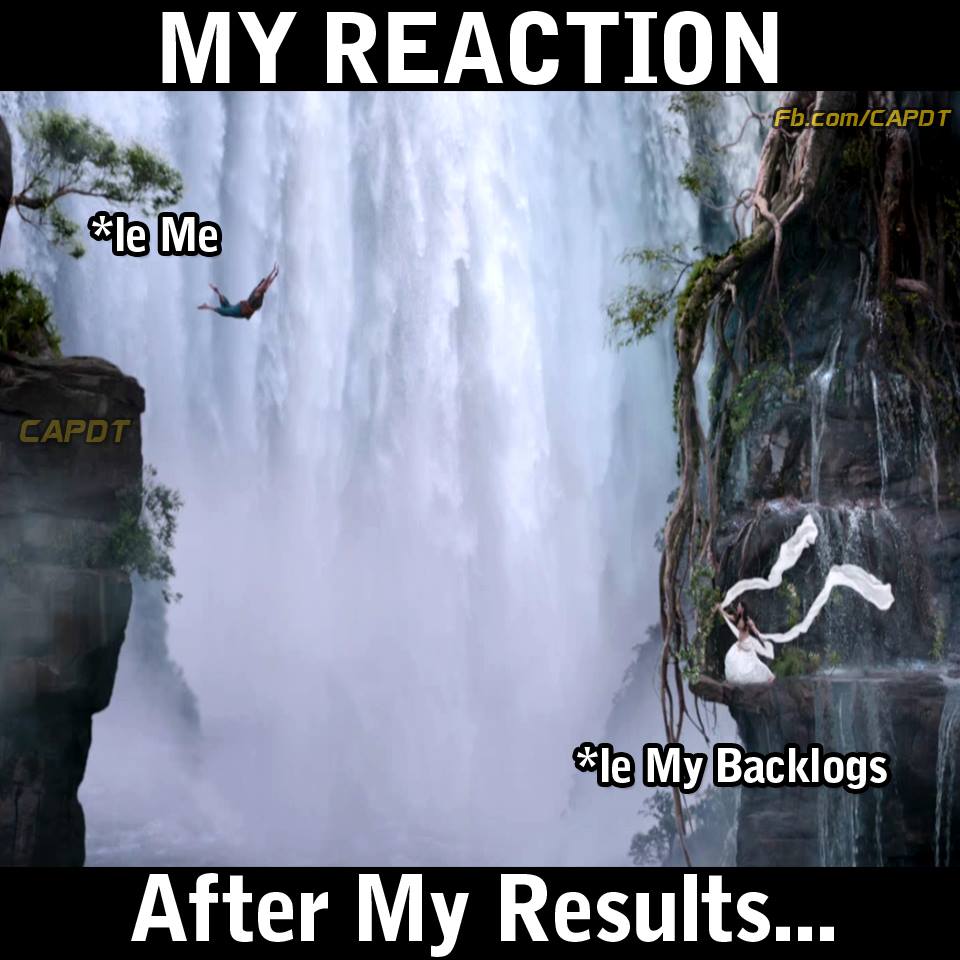 MY REACTION
Fb.com/CAPDT
*le Me
CAPDT
*le My Backlogs
After My Results...